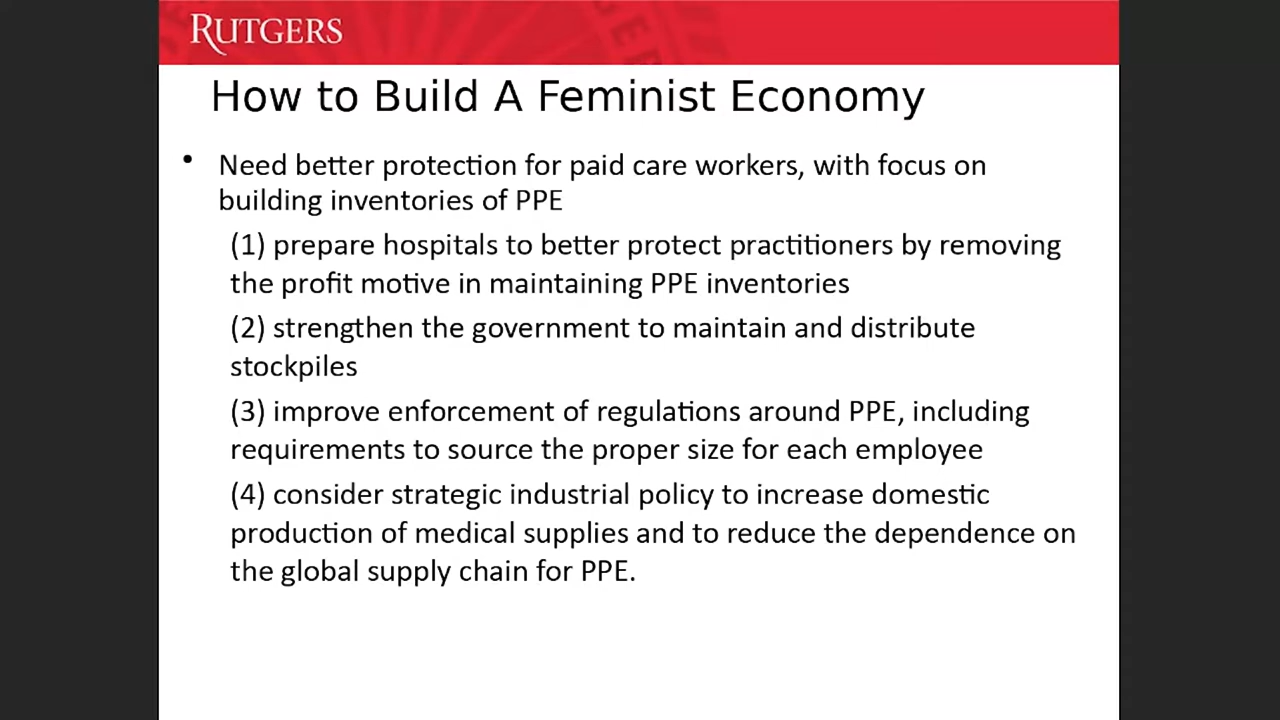 RUTGERS
How to Build A Feminist Economy
• Need better protection for paid care workers, with focus on
building inventories of PPE
(1) prepare hospitals to better protect practitioners by removing
the profit motive in maintaining PPE inventories
(2) strengthen the government to maintain and distribute
stockpiles
(3) improve enforcement of regulations around PPE, including
requirements to source the proper size for each employee
(4) consider strategic industrial policy to increase domestic
production of medical supplies and to reduce the dependence on
the global supply chain for PPE.